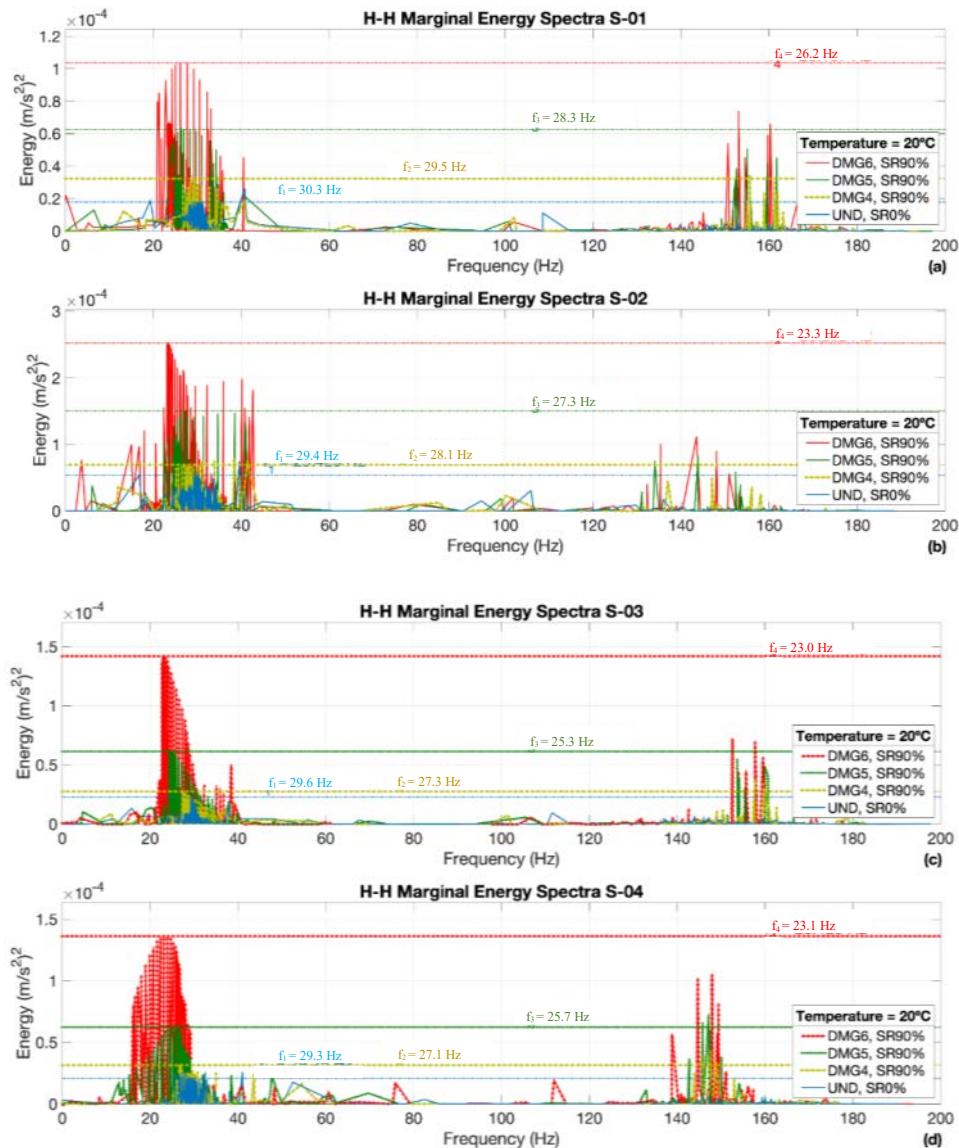 H-H Marginal Energy Spectra S-01
×10⁻⁴
1.2
1
0.8
0.6
0.4
0.2
0
Energy (m/s²)²
f₄ = 26.2 Hz
f₃ = 28.3 Hz
f₂ = 29.5 Hz
f₁ = 30.3 Hz
Temperature = 20ºC
DMG6, SR90%
DMG5, SR90%
DMG4, SR90%
UND, SR0%
0 20 40 60 80 100 120 140 160 180 200
Frequency (Hz)
(a)
H-H Marginal Energy Spectra S-02
×10⁻⁴
3
2
1
0
Energy (m/s²)²
f₄ = 23.3 Hz
f₃ = 27.3 Hz
f₁ = 29.4 Hz
f₂ = 28.1 Hz
Temperature = 20ºC
DMG6, SR90%
DMG5, SR90%
DMG4, SR90%
UND, SR0%
0 20 40 60 80 100 120 140 160 180 200
Frequency (Hz)
(b)
H-H Marginal Energy Spectra S-03
×10⁻⁴
1.5
1
0.5
0
Energy (m/s²)²
f₄ = 23.0 Hz
f₃ = 25.3 Hz
f₁ = 29.6 Hz
f₂ = 27.3 Hz
Temperature = 20ºC
DMG6, SR90%
DMG5, SR90%
DMG4, SR90%
UND, SR0%
0 20 40 60 80 100 120 140 160 180 200
Frequency (Hz)
(c)
H-H Marginal Energy Spectra S-04
×10⁻⁴
1.5
1
0.5
0
Energy (m/s²)²
f₄ = 23.1 Hz
f₃ = 25.7 Hz
f₁ = 29.3 Hz
f₂ = 27.1 Hz
Temperature = 20ºC
DMG6, SR90%
DMG5, SR90%
DMG4, SR90%
UND, SR0%
0 20 40 60 80 100 120 140 160 180 200
Frequency (Hz)
(d)